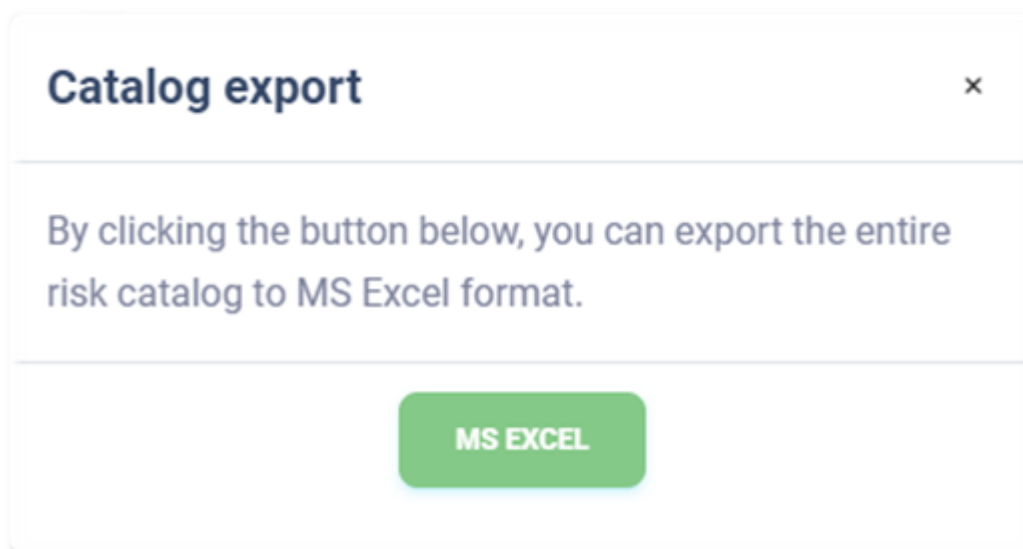 Catalog export ×
By clicking the button below, you can export the entire
risk catalog to MS Excel format.
MS EXCEL